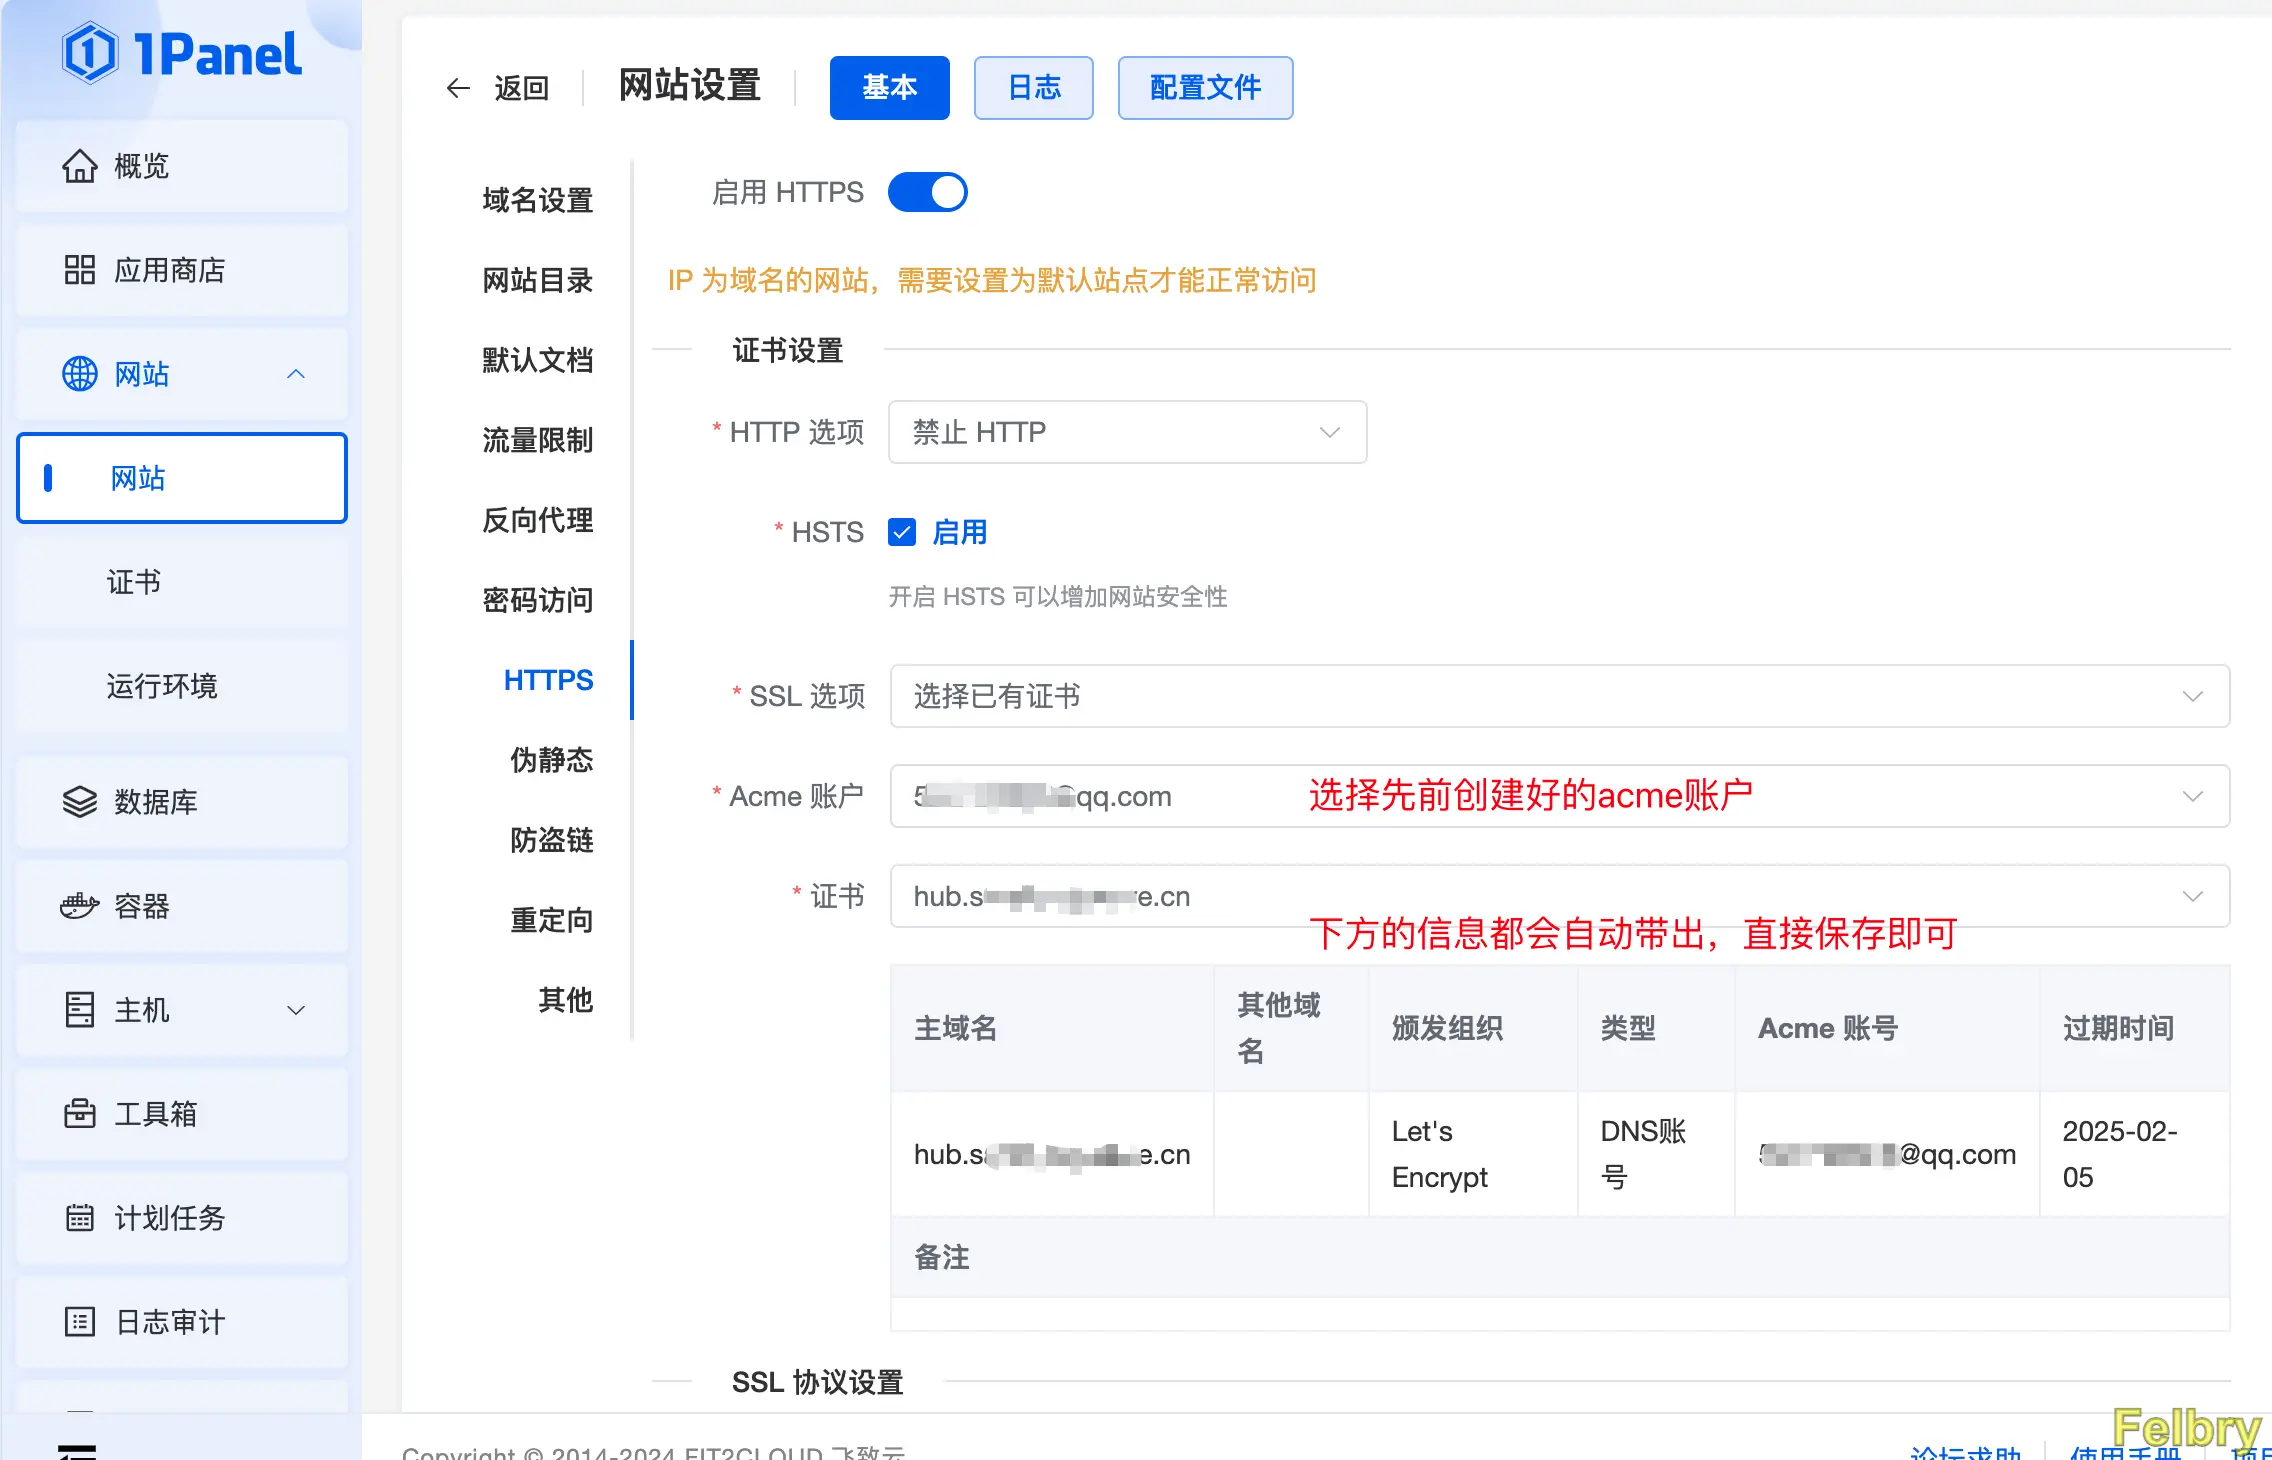 1Panel
概览
应用商店
网站
网站
证书
运行环境
数据库
容器
主机
工具箱
计划任务
日志审计
返回
网站设置
基本
日志
配置文件
域名设置
网站目录
默认文档
流量限制
反向代理
密码访问
HTTPS
伪静态
防盗链
重定向
其他
启用 HTTPS
IP 为域名的网站，需要设置为默认站点才能正常访问
证书设置
* HTTP 选项
禁止 HTTP
* HSTS
启用
开启 HSTS 可以增加网站安全性
* SSL 选项
选择已有证书
* Acme 账户
qq.com
选择先前创建好的acme账户
* 证书
hub.s e.cn
下方的信息都会自动带出，直接保存即可
主域名
其他域
名
颁发组织
类型
Acme 账号
过期时间
hub.s e.cn
Let's
Encrypt
DNS账
号
@qq.com
2025-02-
05
备注
SSL 协议设置
Copyright © 2014-2024 FIT2CLOUD 飞致云
论坛求助
使用手册
项目
Felbry